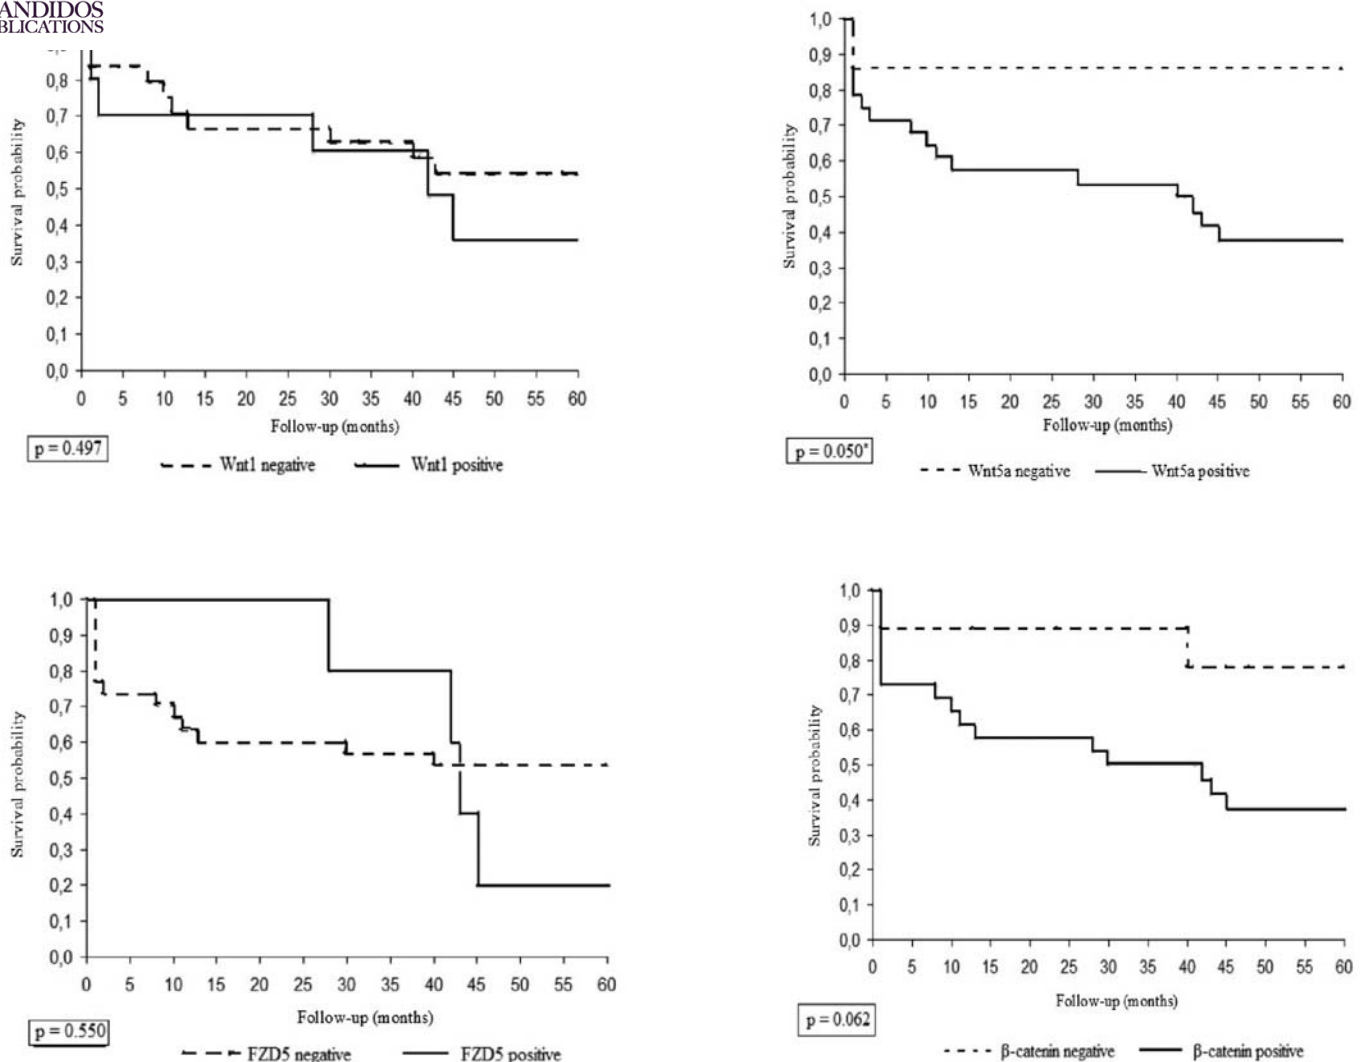 ANDIDOS
BLICATIONS
0,8
0,7
0,6
0,5
0,4
0,3
0,2
0,1
0,0
Survival probability
0 5 10 15 20 25 30 35 40 45 50 55 60
Follow-up (months)
p = 0.497
Wnt1 negative Wnt1 positive
1,0
0,9
0,8
0,7
0,6
0,5
0,4
0,3
0,2
0,1
0,0
Survival probability
0 5 10 15 20 25 30 35 40 45 50 55 60
Follow-up (months)
p = 0.050*
Wnt5a negative Wnt5a positive
1,0
0,9
0,8
0,7
0,6
0,5
0,4
0,3
0,2
0,1
0,0
Survival probability
0 5 10 15 20 25 30 35 40 45 50 55 60
Follow-up (months)
p = 0.550
FZD5 negative FZD5 positive
1,0
0,9
0,8
0,7
0,6
0,5
0,4
0,3
0,2
0,1
0,0
Survival probability
0 5 10 15 20 25 30 35 40 45 50 55 60
Follow-up (months)
p = 0.062
β-catenin negative β-catenin positive